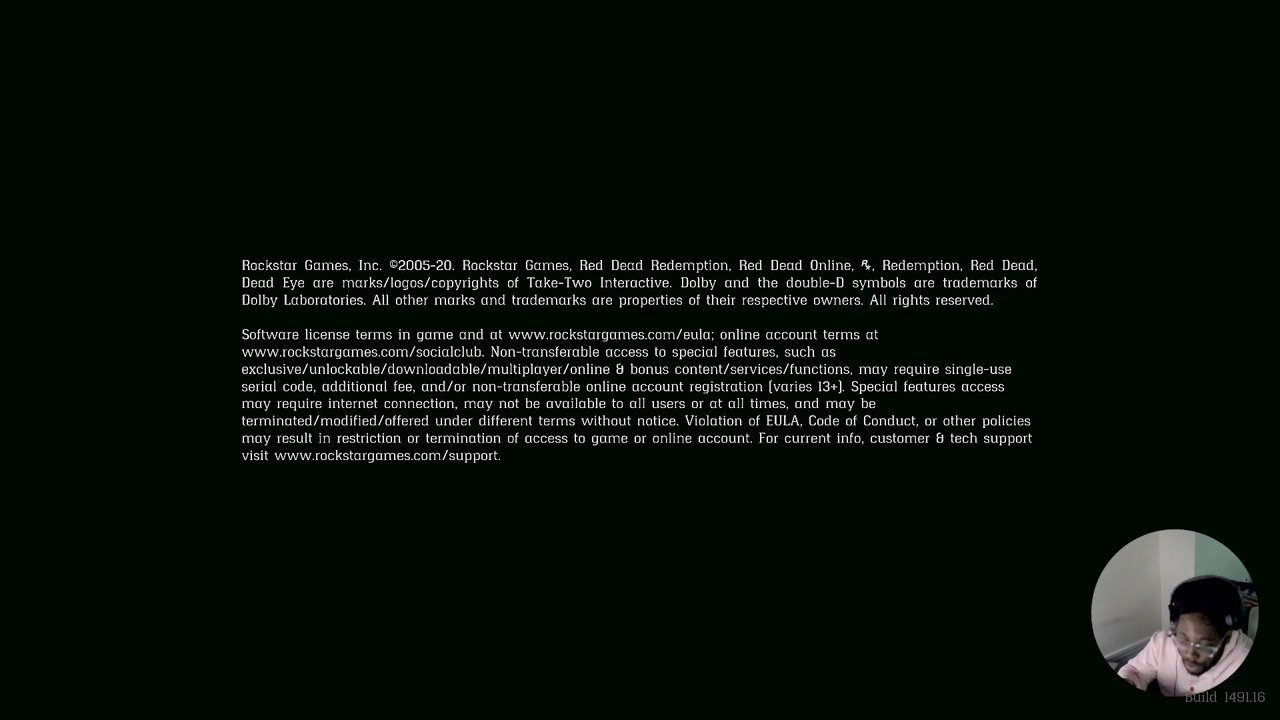 Rockstar Games, Inc. ©2005-20. Rockstar Games, Red Dead Redemption, Red Dead Online, R*, Redemption, Red Dead,
Dead Eye are marks/logos/copyrights of Take-Two Interactive. Dolby and the double-D symbols are trademarks of
Dolby Laboratories. All other marks and trademarks are properties of their respective owners. All rights reserved.
Software license terms in game and at www.rockstargames.com/eula; online account terms at
www.rockstargames.com/socialclub. Non-transferable access to special features, such as
exclusive/unlockable/downloadable/multiplayer/online & bonus content/services/functions, may require single-use
serial code, additional fee, and/or non-transferable online account registration (varies 13+). Special features access
may require internet connection, may not be available to all users or at all times, and may be
terminated/modified/offered under different terms without notice. Violation of EULA, Code of Conduct, or other policies
may result in restriction or termination of access to game or online account. For current info, customer & tech support
visit www.rockstargames.com/support.
Build 1491.16